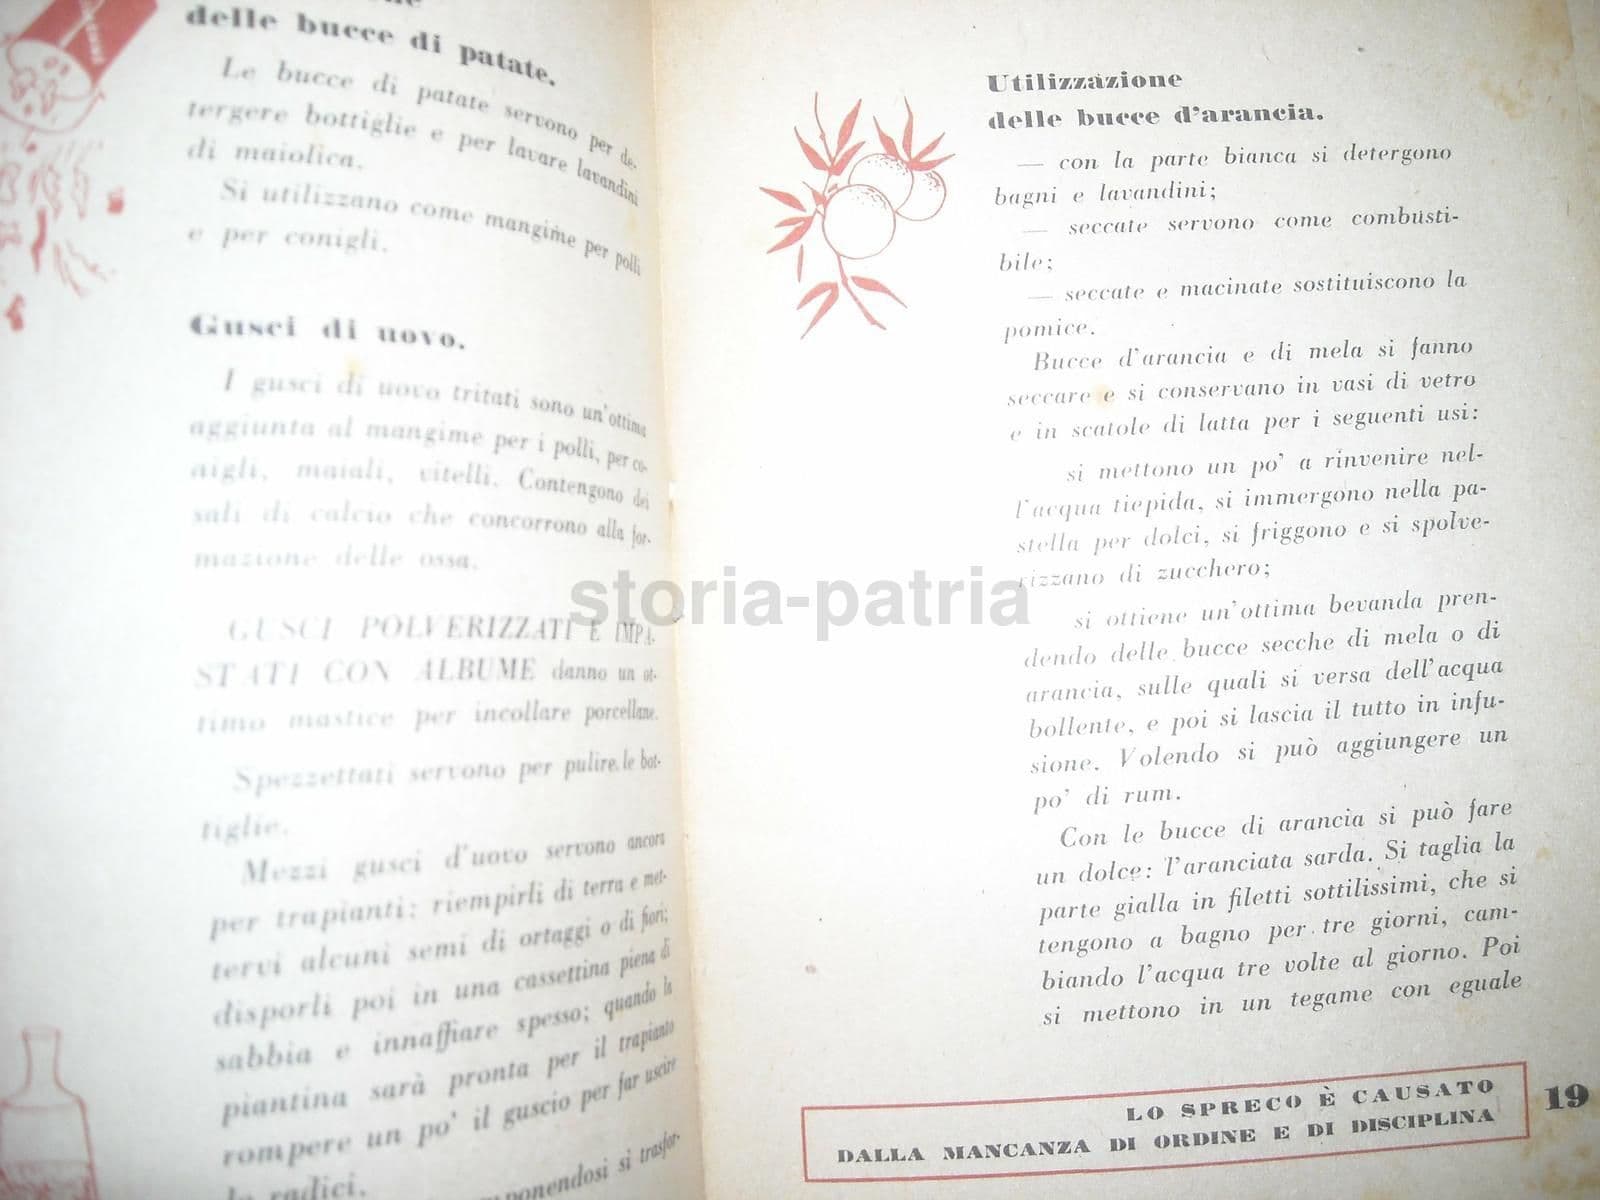 delle bucce di patate.
Le bucce di patate servono per de-
tergere bottiglie e per lavare lavandini
di maiolica.
Si utilizzano come mangime per polli
e per conigli.
Gusci di uovo.
I gusci di uovo tritati sono un'ottima
aggiunta al mangime per i polli, per co-
nigli, maiali, vitelli. Contengono dei
sali di calcio che concorrono alla for-
mazione delle ossa.
GUSCI POLVERIZZATI E IMPA-
STATI CON ALBUME danno un ot-
timo mastice per incollare porcellane.
Spezzettati servono per pulire le bot-
tiglie.
Mezzi gusci d'uovo servono ancora
per trapianti: riempirli di terra e met-
tervi alcuni semi di ortaggi o di fiori;
disporli poi in una cassettina piena di
sabbia e innaffiare spesso; quando la
piantina sarà pronta per il trapianto
rompere un po' il guscio per far uscire
le radici.
ponendosi si trasfor-
Utilizzazione
delle bucce d'arancia.
— con la parte bianca si detergono
bagni e lavandini;
— seccate servono come combusti-
bile;
— seccate e macinate sostituiscono la
pomice.
Bucce d'arancia e di mela si fanno
seccare e si conservano in vasi di vetro
e in scatole di latta per i seguenti usi:
si mettono un po' a rinvenire nel-
l'acqua tiepida, si immergono nella pa-
stella per dolci, si friggono e si spolve-
rizzano di zucchero;
si ottiene un'ottima bevanda pren-
dendo delle bucce secche di mela o di
arancia, sulle quali si versa dell'acqua
bollente, e poi si lascia il tutto in infu-
sione. Volendo si può aggiungere un
po' di rum.
Con le bucce di arancia si può fare
un dolce: l'aranciata sarda. Si taglia la
parte gialla in filetti sottilissimi, che si
tengono a bagno per tre giorni, cam-
biando l'acqua tre volte al giorno. Poi
si mettono in un tegame con eguale
LO SPRECO È CAUSATO
DALLA MANCANZA DI ORDINE E DI DISCIPLINA
19
storia-patria